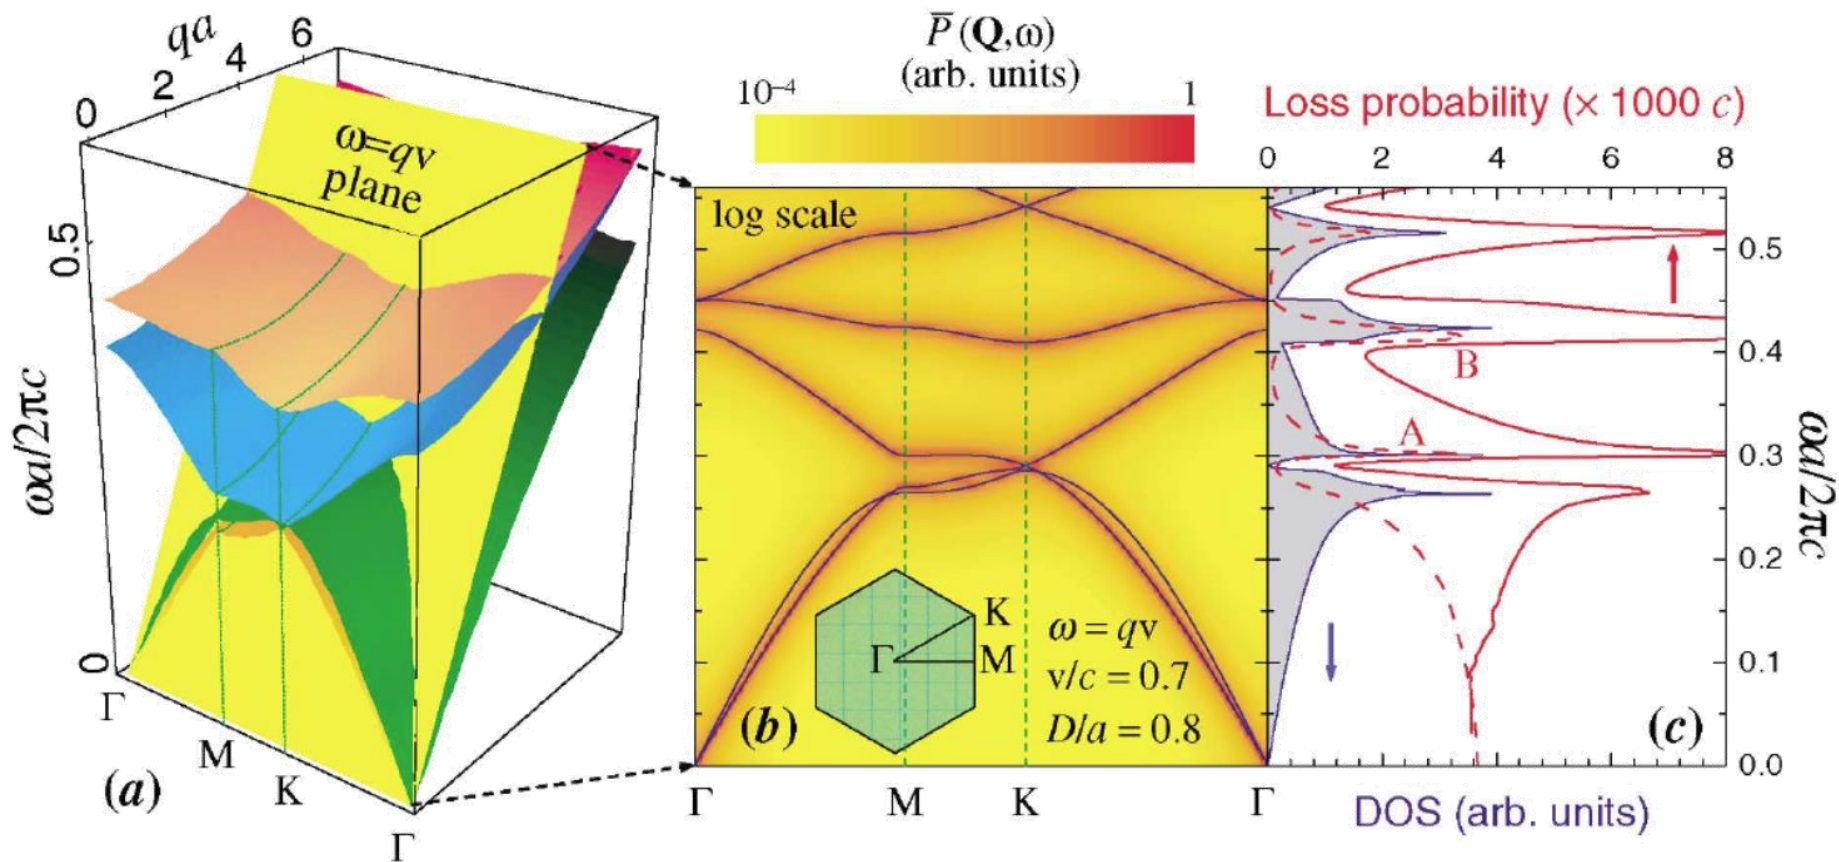 qa
0
2
4
6
ω=qv
plane
0.5
ωa/2πc
0
Γ
M
K
Γ
(a)
P̅(Q,ω)
(arb. units)
10⁻⁴
1
log scale
K
Γ
M
ω = qv
v/c = 0.7
D/a = 0.8
(b)
Γ
M
K
Γ
Loss probability (× 1000 c)
0
2
4
6
8
0.5
0.4
B
A
0.3
0.2
0.1
0.0
ωa/2πc
(c)
DOS (arb. units)